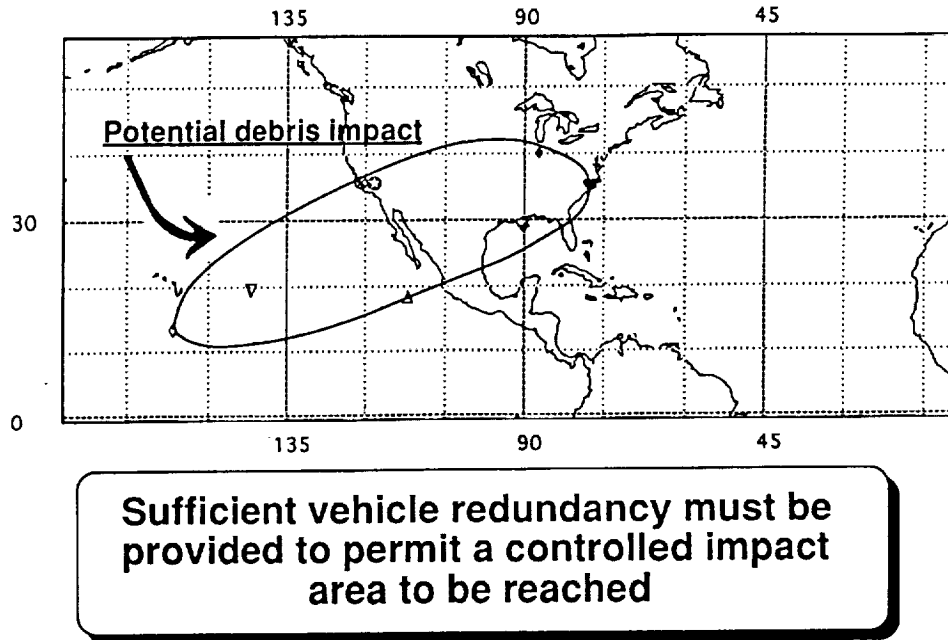 135 90 45
Potential debris impact
30
0
135 90 45
Sufficient vehicle redundancy must be
provided to permit a controlled impact
area to be reached